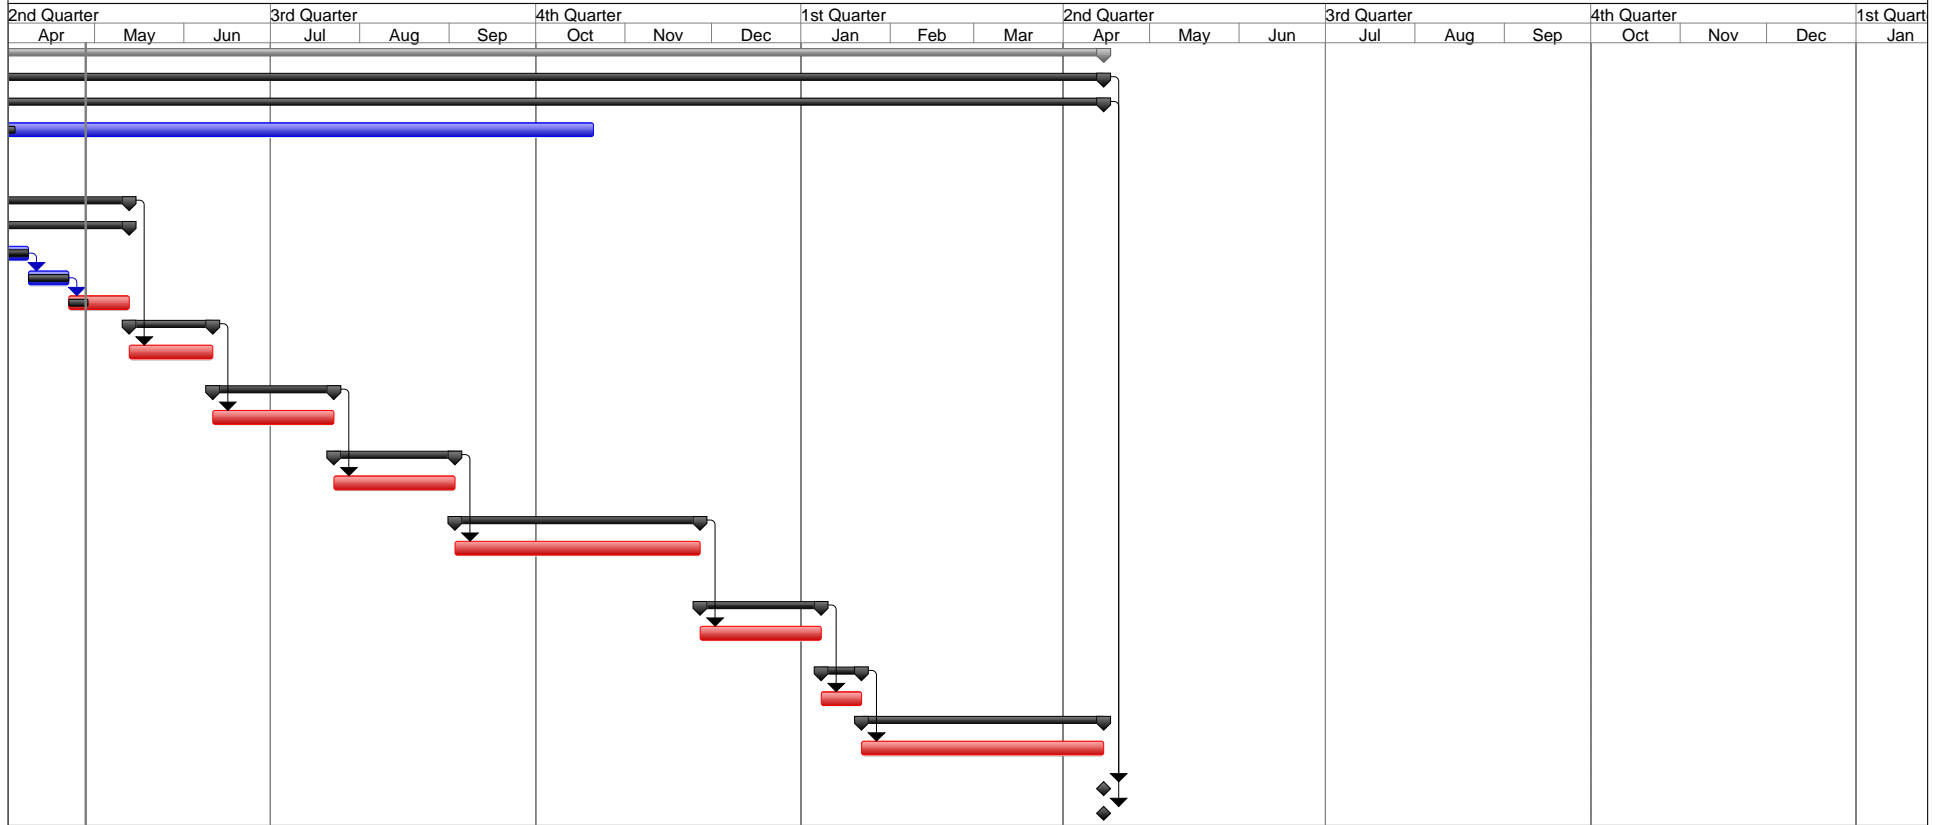 2nd Quarter 3rd Quarter 4th Quarter 1st Quarter 2nd Quarter 3rd Quarter 4th Quarter 1st Quart
Apr May Jun Jul Aug Sep Oct Nov Dec Jan Feb Mar Apr May Jun Jul Aug Sep Oct Nov Dec Jan